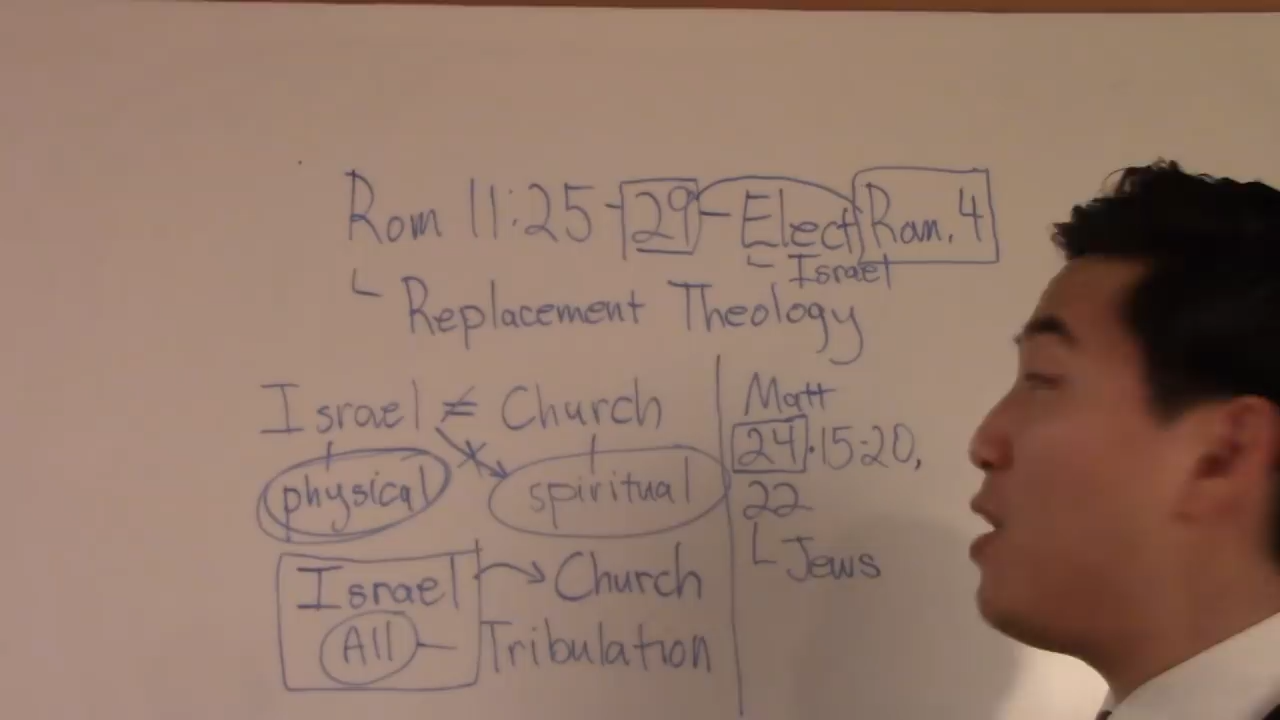 Rom 11:25-29-Elect Rom. 4
Israel
Replacement Theology
Israel ≠ Church
physical spiritual
Israel → Church
All - Tribulation
Matt
24:15-20,
22
Jews